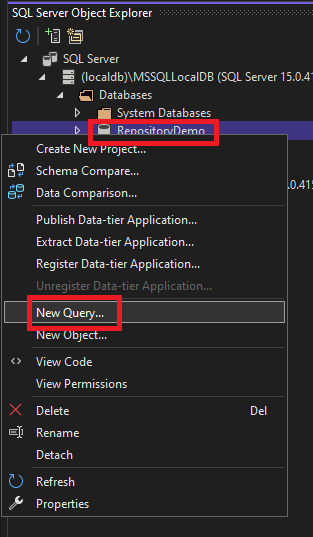 SQL Server Object Explorer
SQL Server
(localdb)\MSSQLLocalDB (SQL Server 15.0.41
Databases
System Databases
RepositoryDemo
Create New Project...
Schema Compare...
0.415
Data Comparison...
Publish Data-tier Application...
Extract Data-tier Application...
Register Data-tier Application...
Unregister Data-tier Application...
New Query...
New Object...
View Code
View Permissions
Delete Del
Rename
Detach
Refresh
Properties